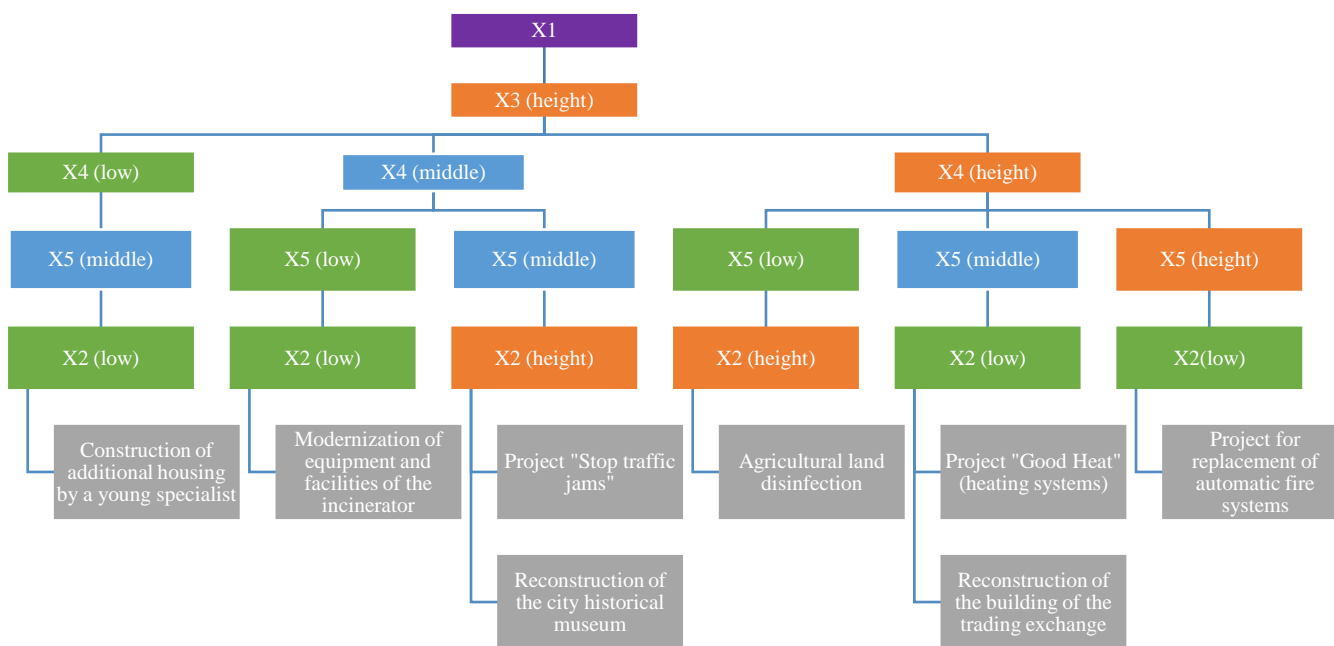 X1
X3 (height)
X4 (low)
X4 (middle)
X4 (height)
X5 (middle)
X5 (low)
X5 (middle)
X5 (low)
X5 (middle)
X5 (height)
X2 (low)
X2 (low)
X2 (height)
X2 (height)
X2 (low)
X2(low)
Construction of
additional housing
by a young specialist
Modernization of
equipment and
facilities of the
incinerator
Project "Stop traffic
jams"
Agricultural land
disinfection
Project "Good Heat"
(heating systems)
Project for
replacement of
automatic fire
systems
Reconstruction of
the city historical
museum
Reconstruction of
the building of the
trading exchange